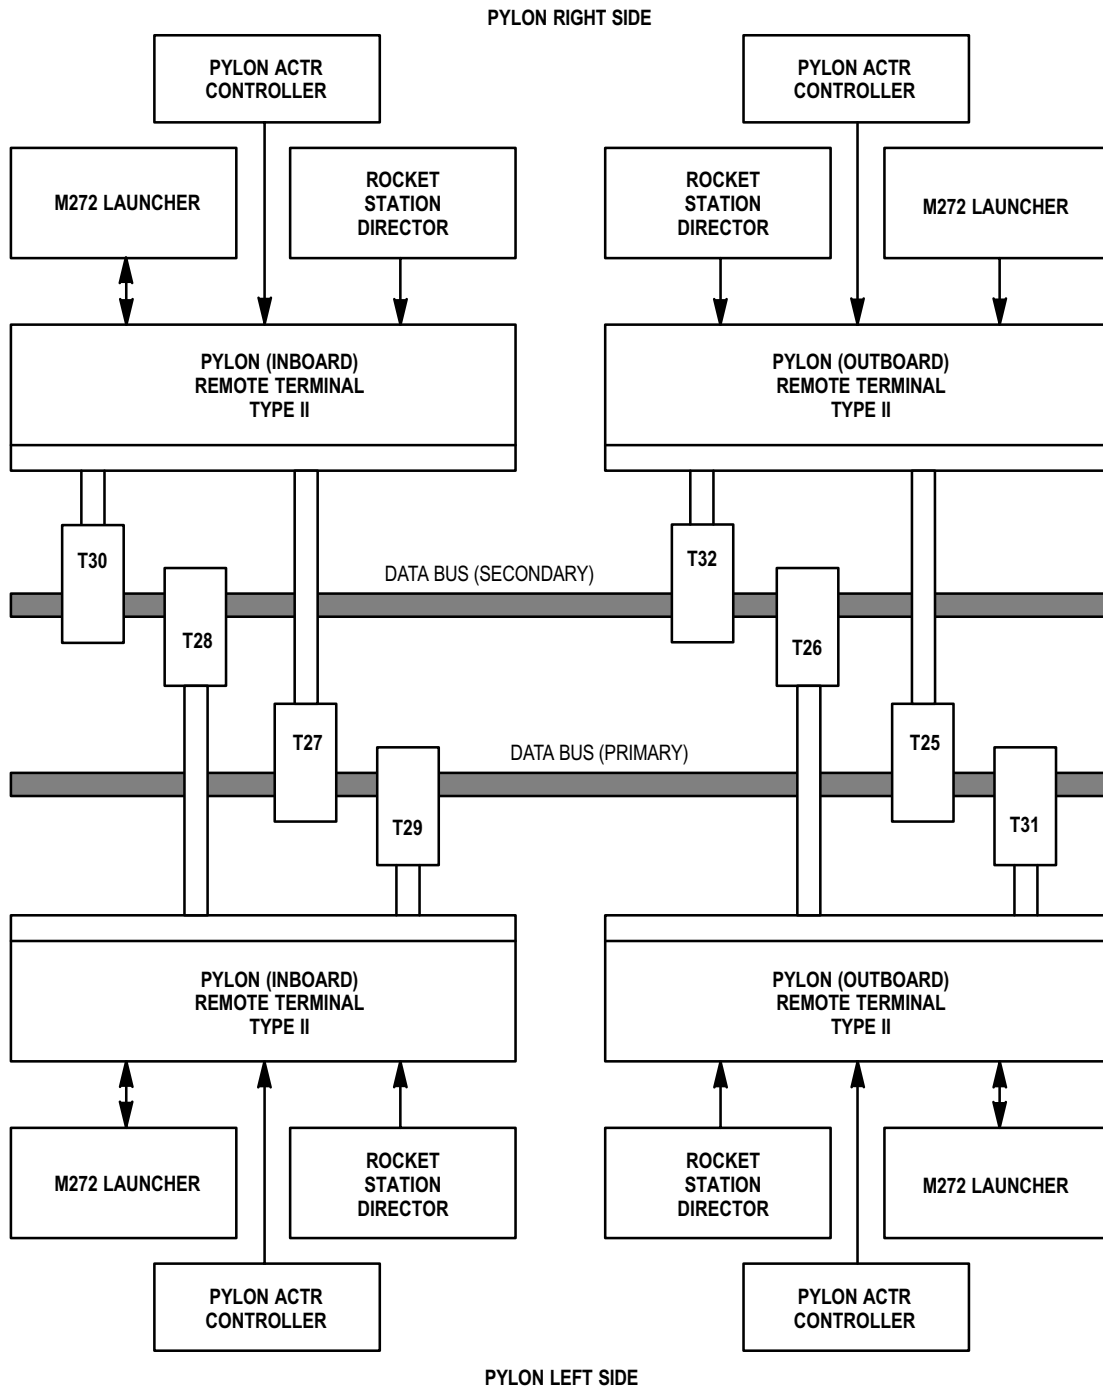 PYLON RIGHT SIDE
PYLON ACTR
CONTROLLER
PYLON ACTR
CONTROLLER
M272 LAUNCHER
ROCKET
STATION
DIRECTOR
ROCKET
STATION
DIRECTOR
M272 LAUNCHER
PYLON (INBOARD)
REMOTE TERMINAL
TYPE II
PYLON (OUTBOARD)
REMOTE TERMINAL
TYPE II
T30
T32
DATA BUS (SECONDARY)
T28
T26
T27
T25
DATA BUS (PRIMARY)
T29
T31
PYLON (INBOARD)
REMOTE TERMINAL
TYPE II
PYLON (OUTBOARD)
REMOTE TERMINAL
TYPE II
M272 LAUNCHER
ROCKET
STATION
DIRECTOR
ROCKET
STATION
DIRECTOR
M272 LAUNCHER
PYLON ACTR
CONTROLLER
PYLON ACTR
CONTROLLER
PYLON LEFT SIDE